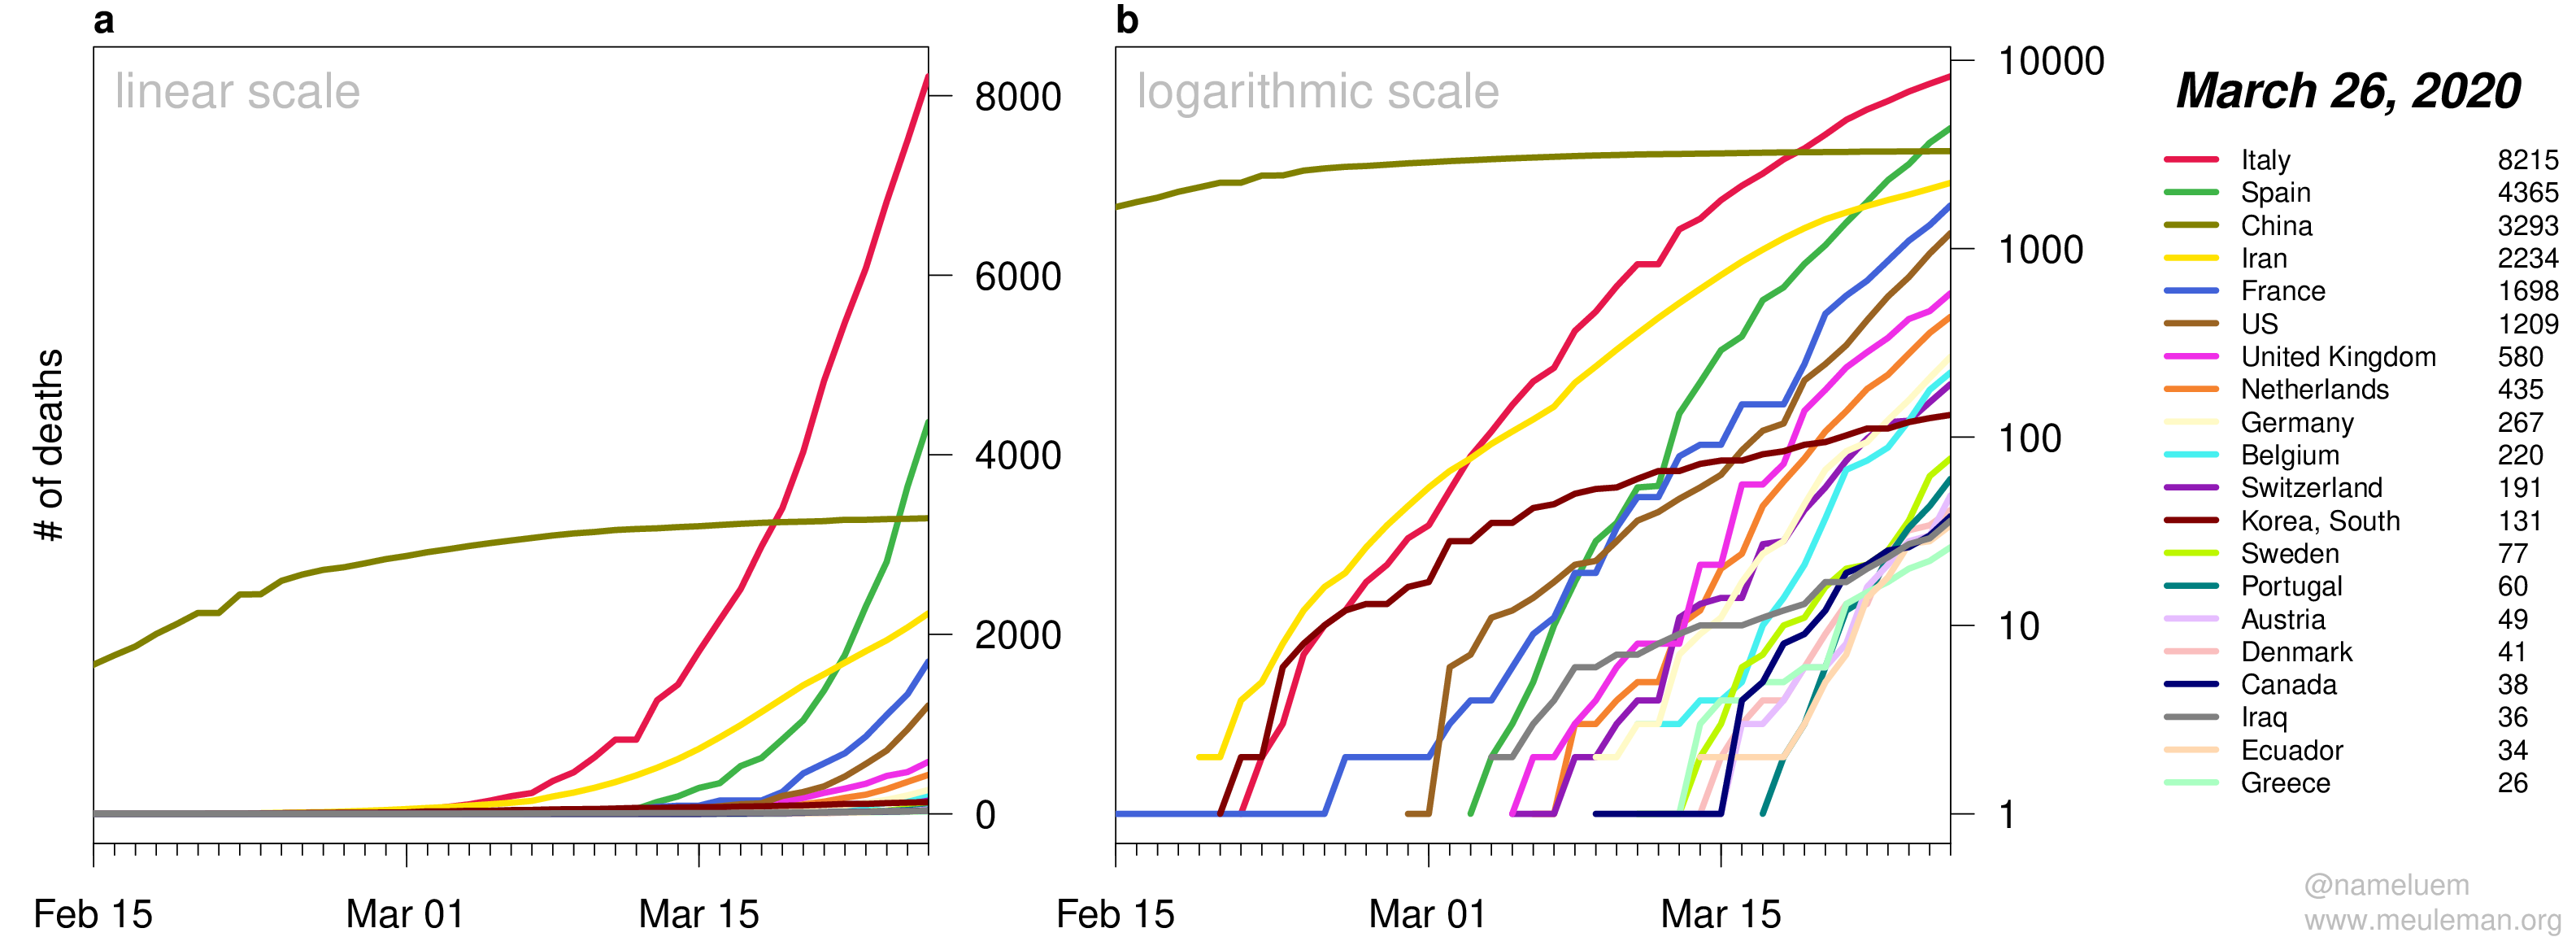 a
linear scale
# of deaths
8000
6000
4000
2000
0
Feb 15
Mar 01
Mar 15
b
logarithmic scale
10000
1000
100
10
1
Feb 15
Mar 01
Mar 15
March 26, 2020
Italy 8215
Spain 4365
China 3293
Iran 2234
France 1698
US 1209
United Kingdom 580
Netherlands 435
Germany 267
Belgium 220
Switzerland 191
Korea, South 131
Sweden 77
Portugal 60
Austria 49
Denmark 41
Canada 38
Iraq 36
Ecuador 34
Greece 26
@nameluem
www.meuleman.org